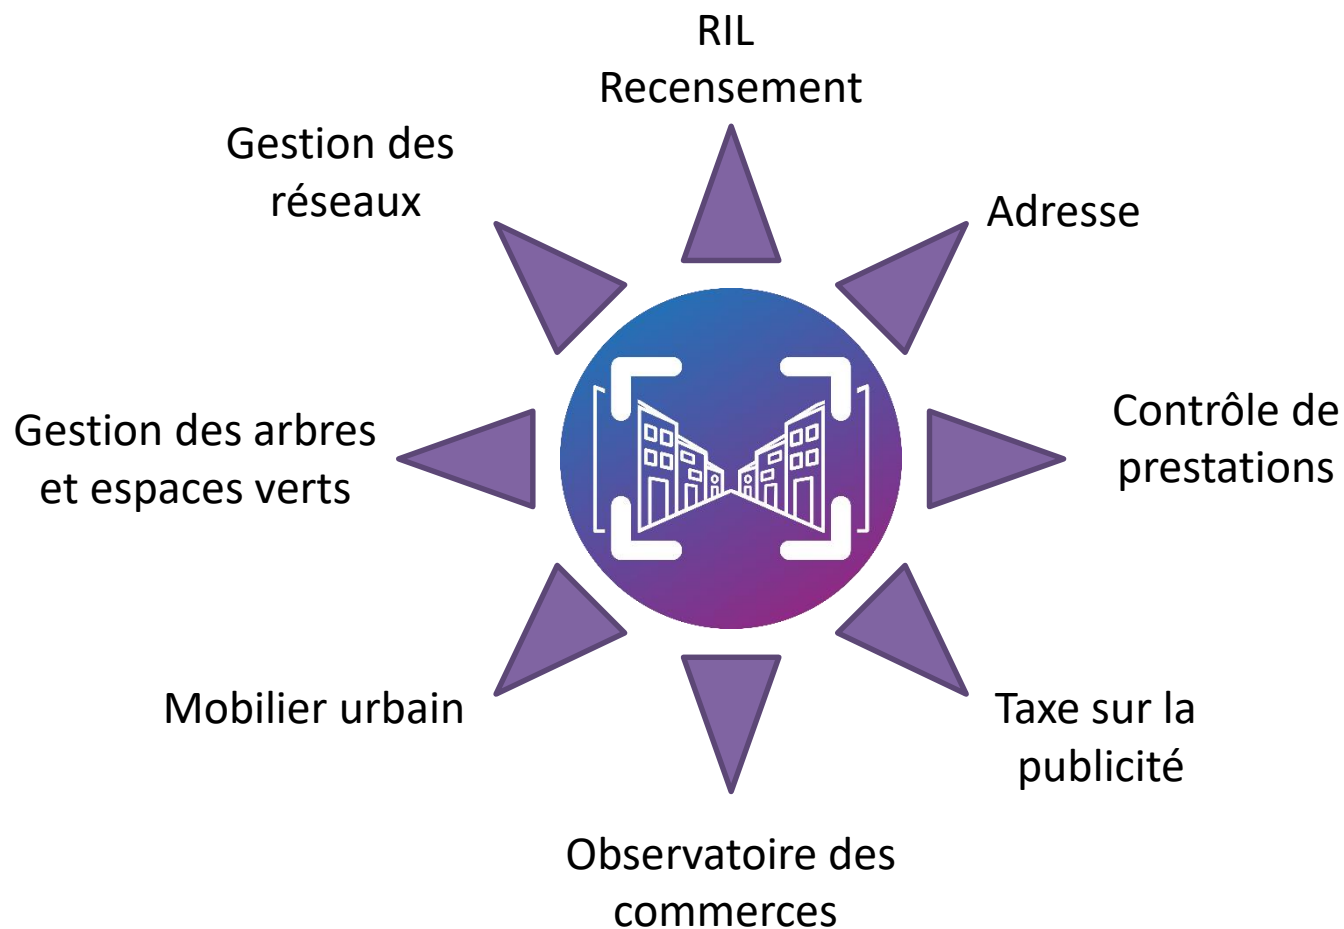 RIL
Recensement
Gestion des
réseaux
Adresse
Gestion des arbres
et espaces verts
Contrôle de
prestations
Mobilier urbain
Taxe sur la
publicité
Observatoire des
commerces